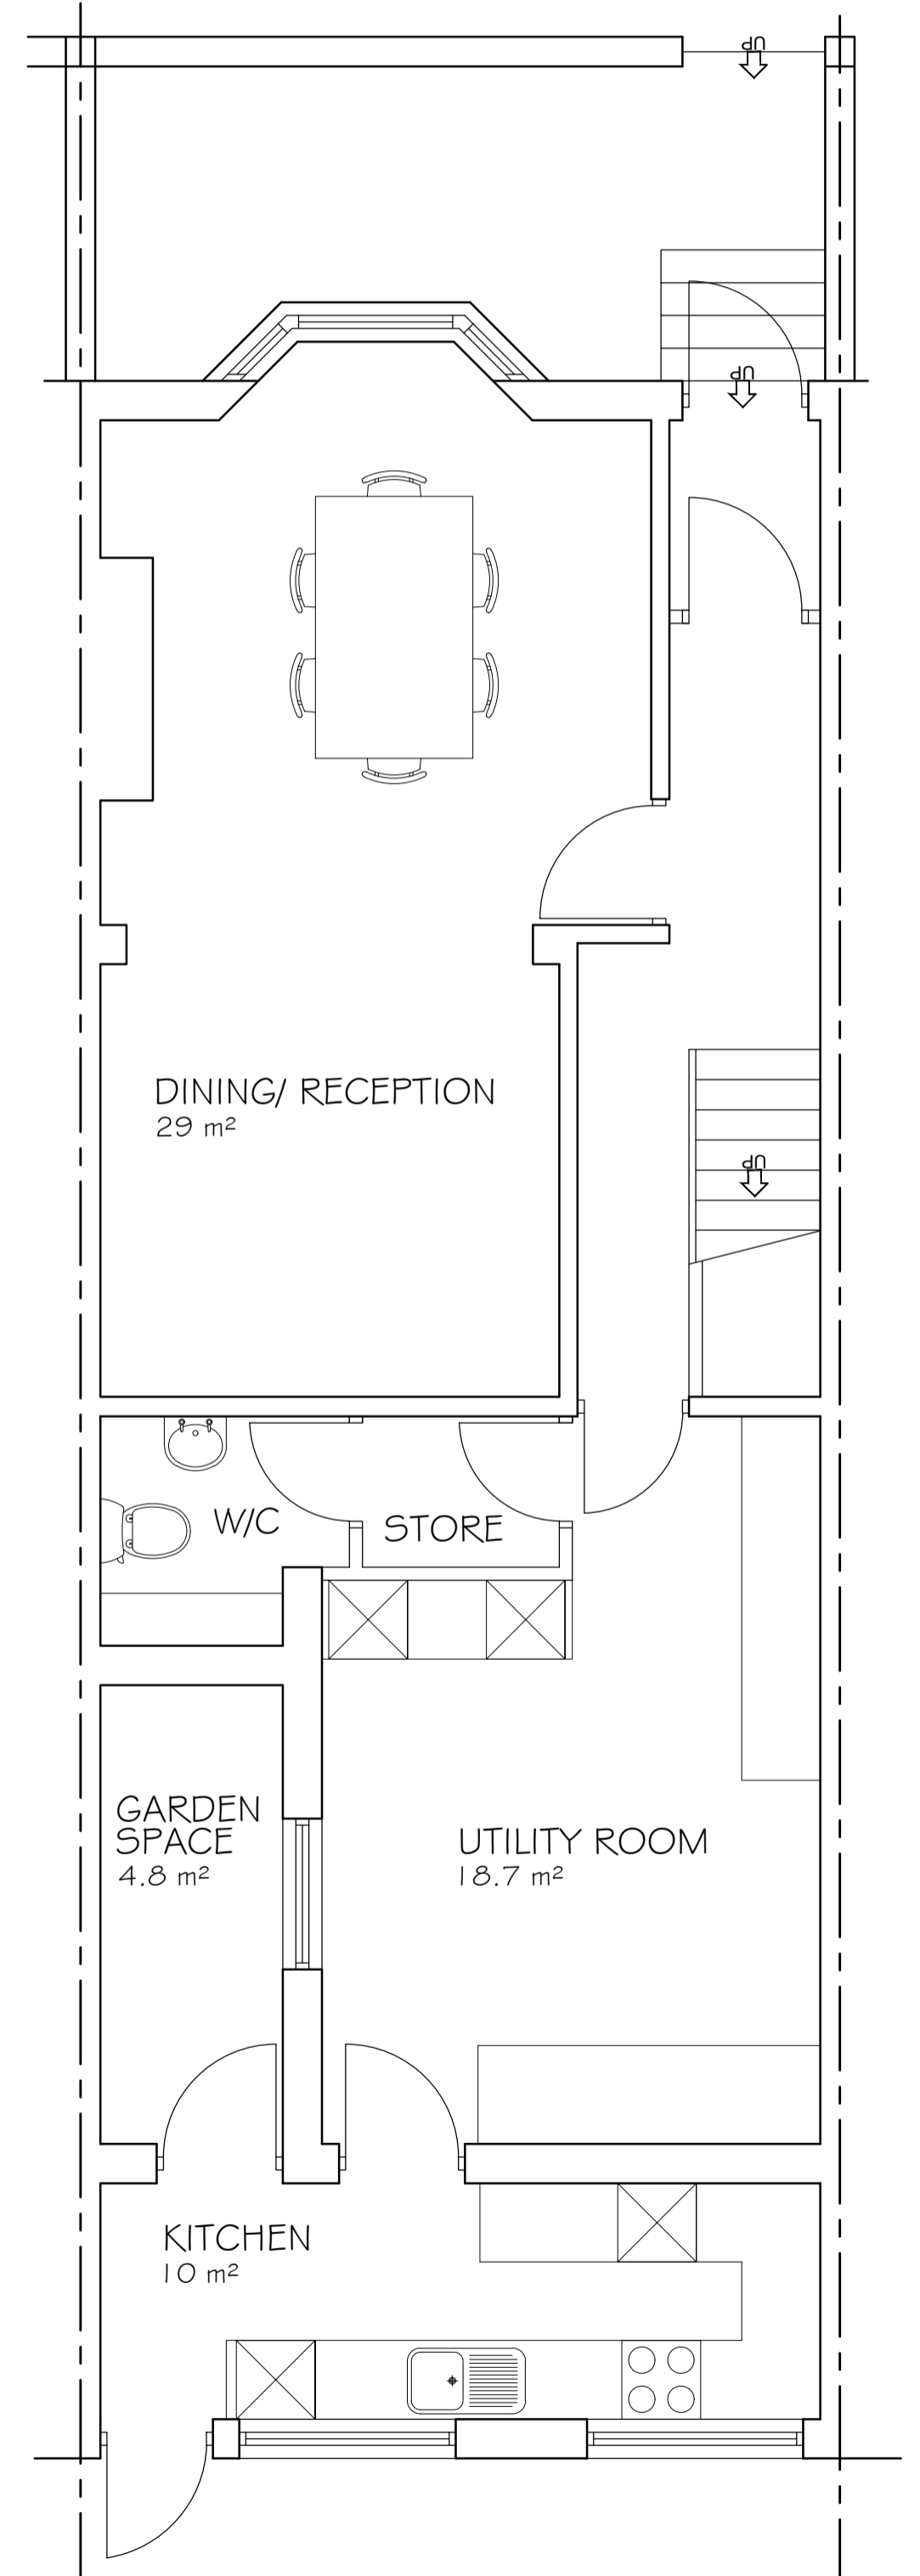 UP
UP
DINING/ RECEPTION
29 m²
UP
W/C
STORE
GARDEN
SPACE
4.8 m²
UTILITY ROOM
18.7 m²
KITCHEN
10 m²